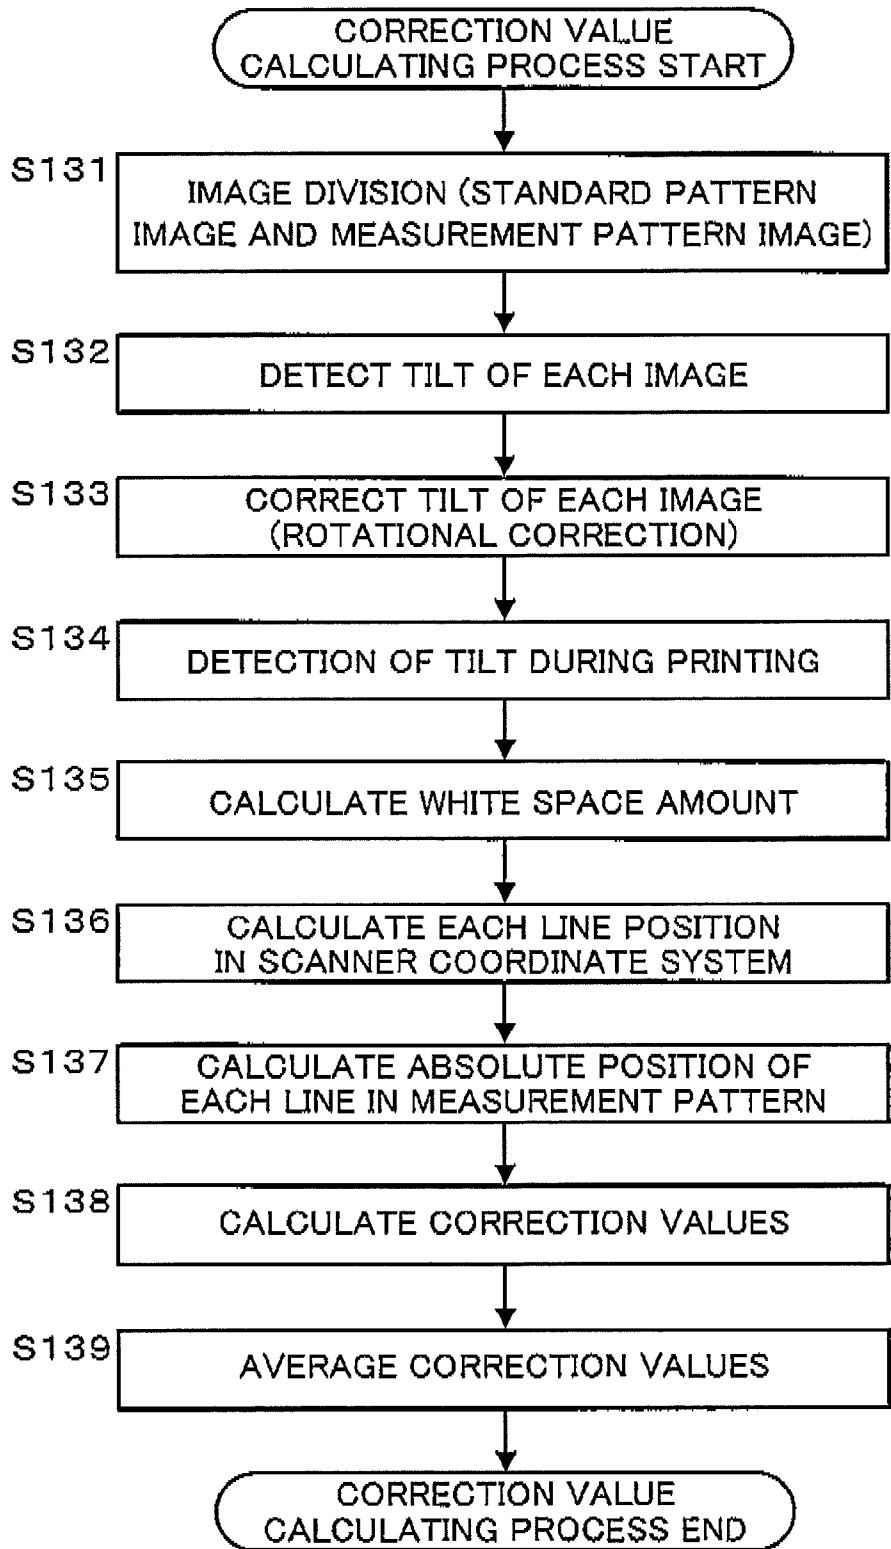 CORRECTION VALUE
CALCULATING PROCESS START
S131
IMAGE DIVISION (STANDARD PATTERN
IMAGE AND MEASUREMENT PATTERN IMAGE)
S132
DETECT TILT OF EACH IMAGE
S133
CORRECT TILT OF EACH IMAGE
(ROTATIONAL CORRECTION)
S134
DETECTION OF TILT DURING PRINTING
S135
CALCULATE WHITE SPACE AMOUNT
S136
CALCULATE EACH LINE POSITION
IN SCANNER COORDINATE SYSTEM
S137
CALCULATE ABSOLUTE POSITION OF
EACH LINE IN MEASUREMENT PATTERN
S138
CALCULATE CORRECTION VALUES
S139
AVERAGE CORRECTION VALUES
CORRECTION VALUE
CALCULATING PROCESS END